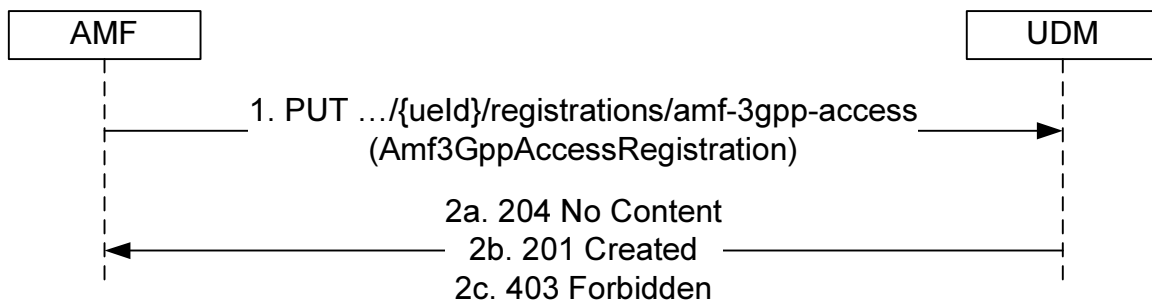 AMF
UDM
1. PUT …/{ueId}/registrations/amf-3gpp-access
(Amf3GppAccessRegistration)
2a. 204 No Content
2b. 201 Created
2c. 403 Forbidden